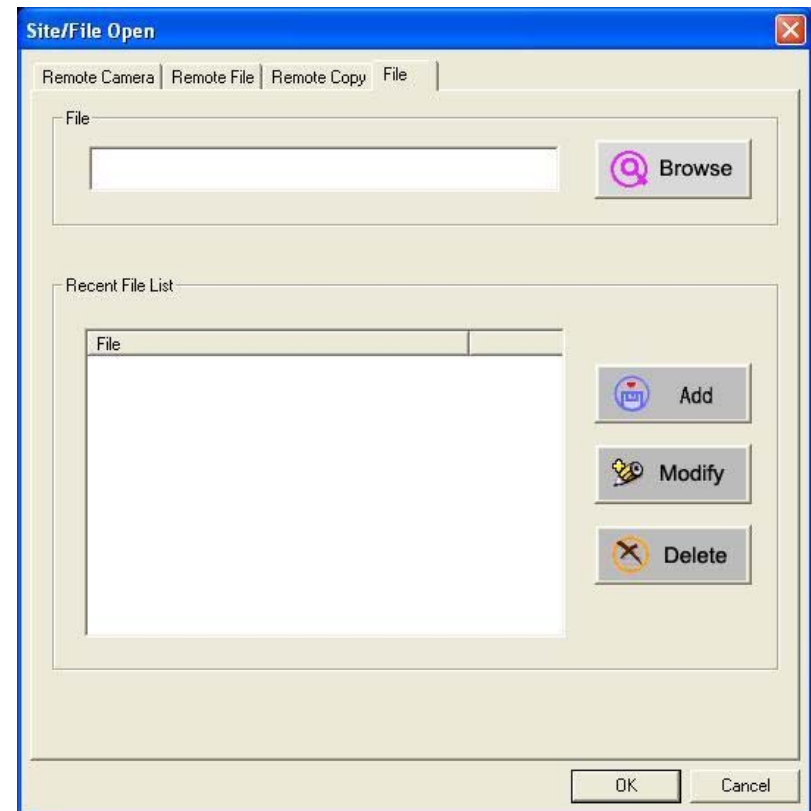 Site/File Open
Remote Camera Remote File Remote Copy File
File
Browse
Recent File List
File
Add
Modify
Delete
OK Cancel